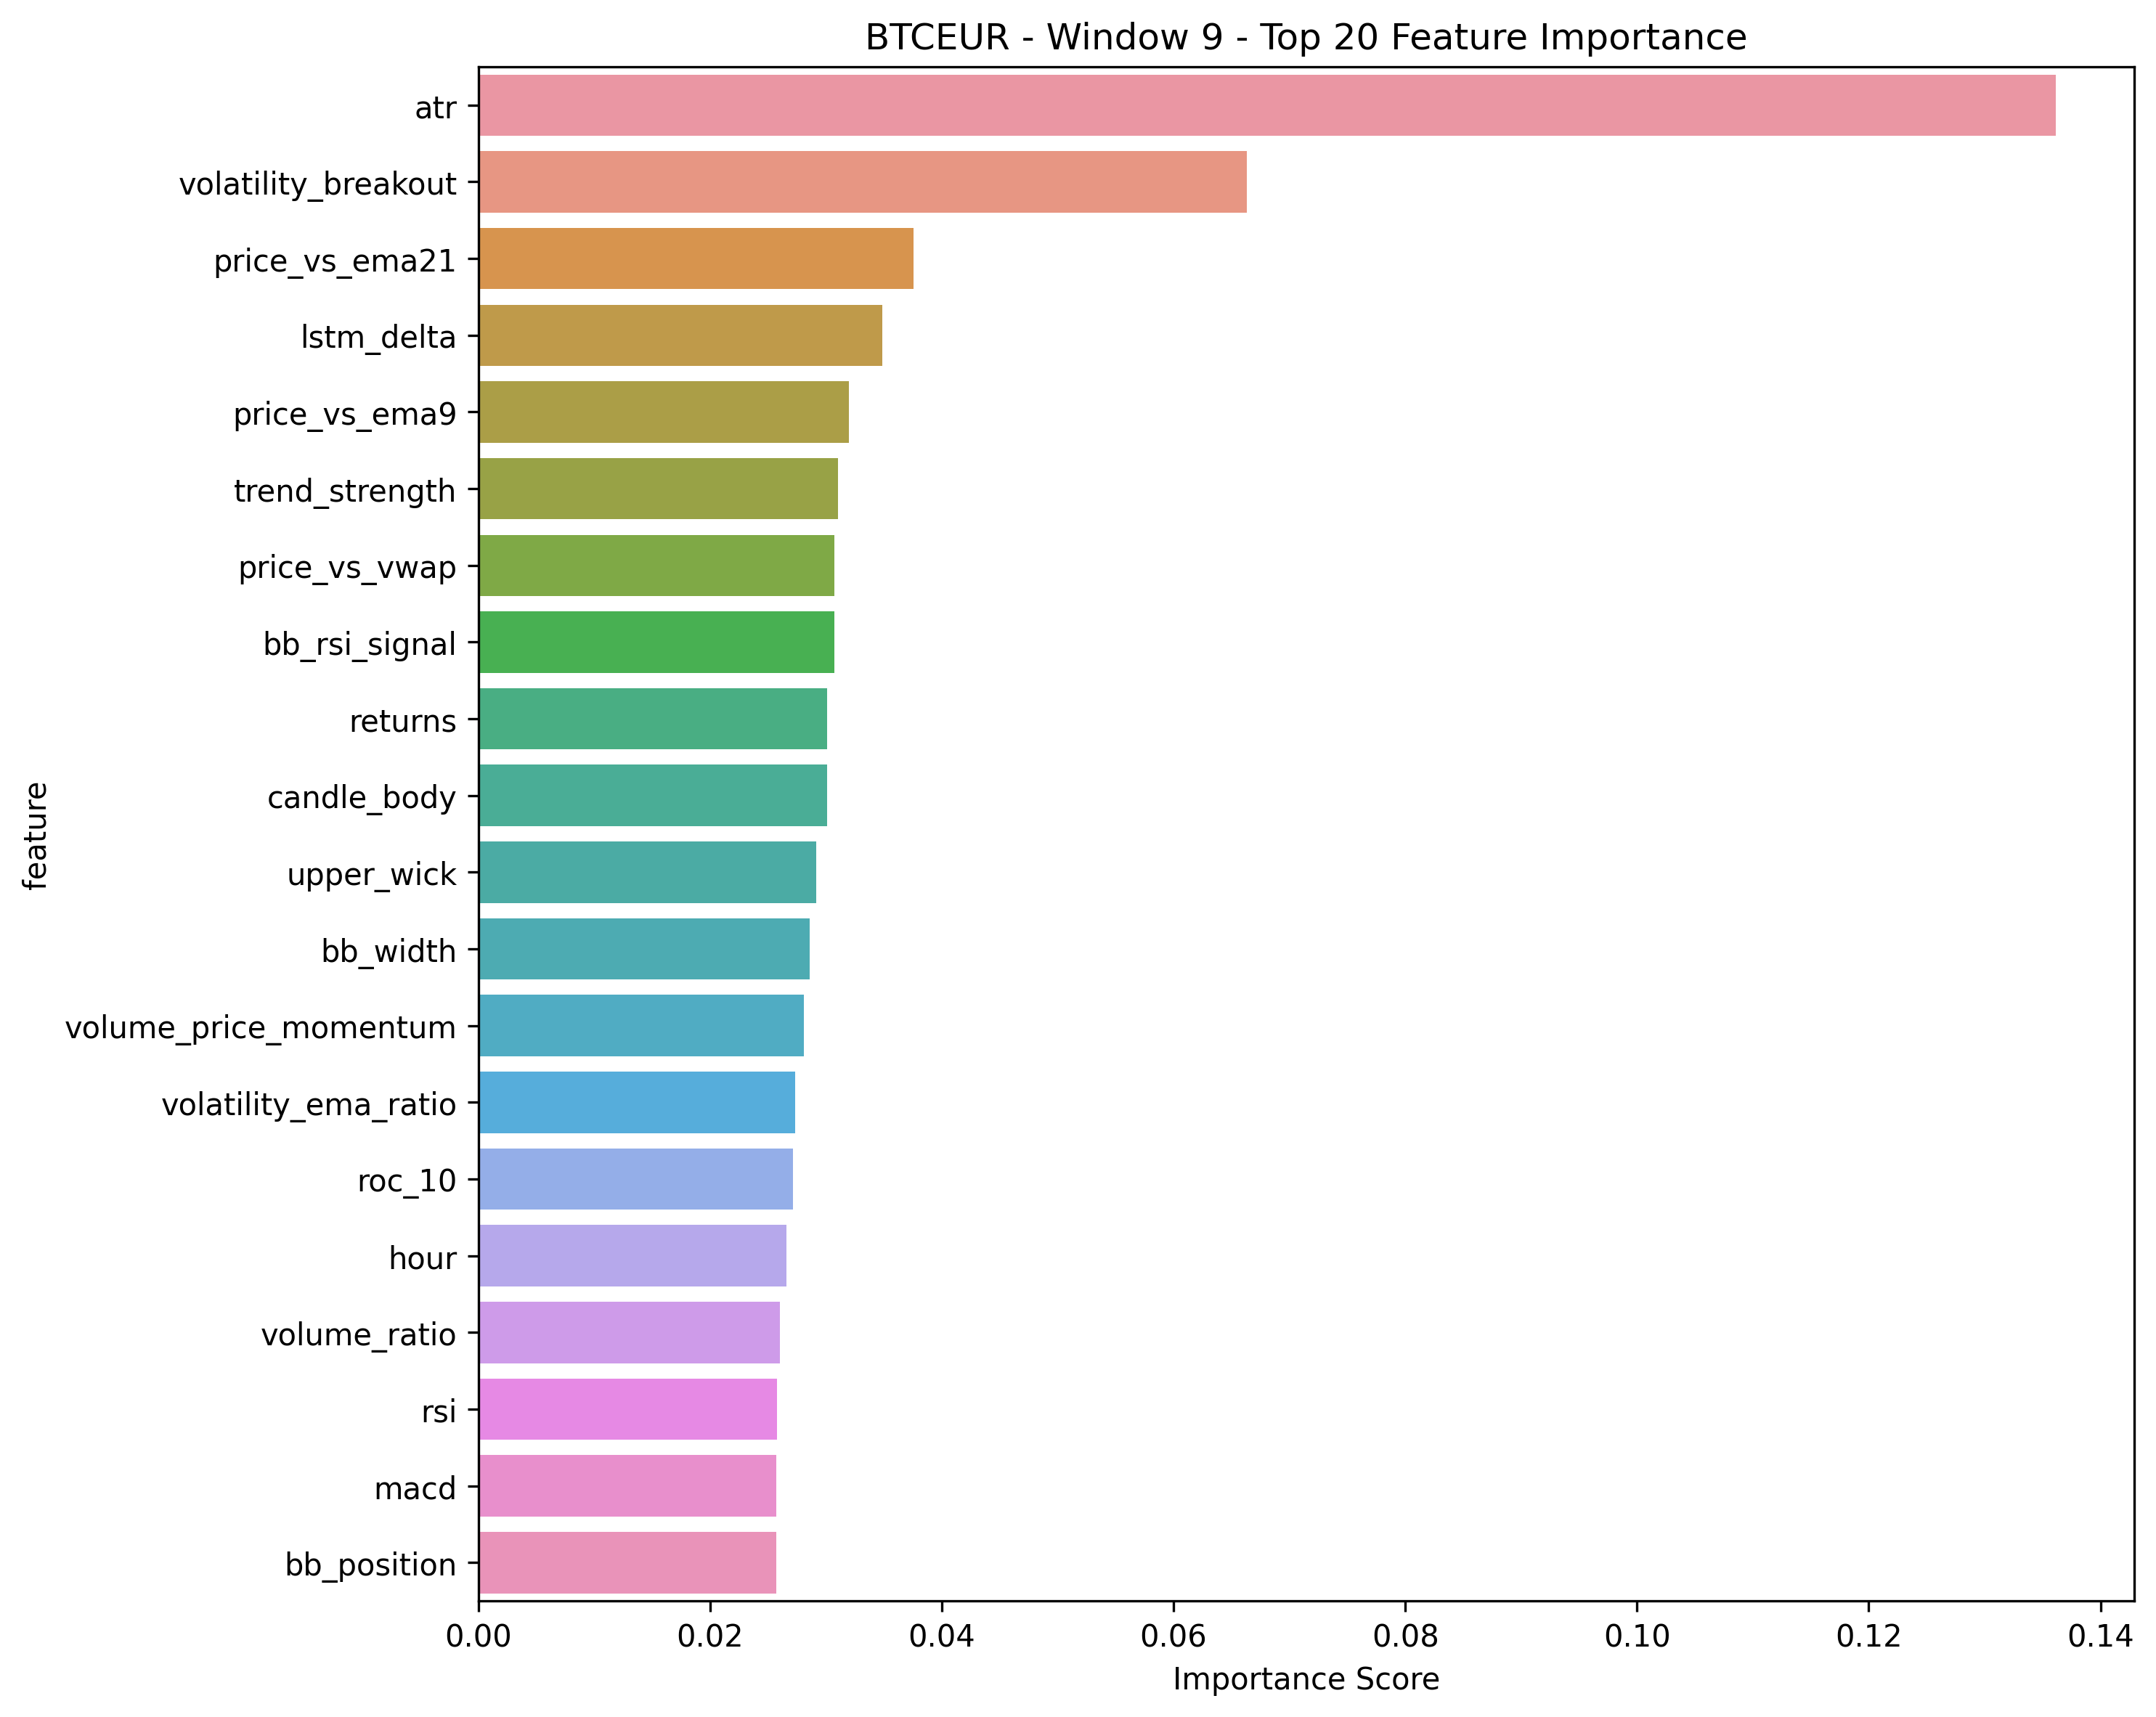 BTCEUR - Window 9 - Top 20 Feature Importance
atr
volatility_breakout
price_vs_ema21
lstm_delta
price_vs_ema9
trend_strength
price_vs_vwap
bb_rsi_signal
returns
candle_body
upper_wick
bb_width
volume_price_momentum
volatility_ema_ratio
roc_10
hour
volume_ratio
rsi
macd
bb_position
feature
0.00 0.02 0.04 0.06 0.08 0.10 0.12 0.14
Importance Score